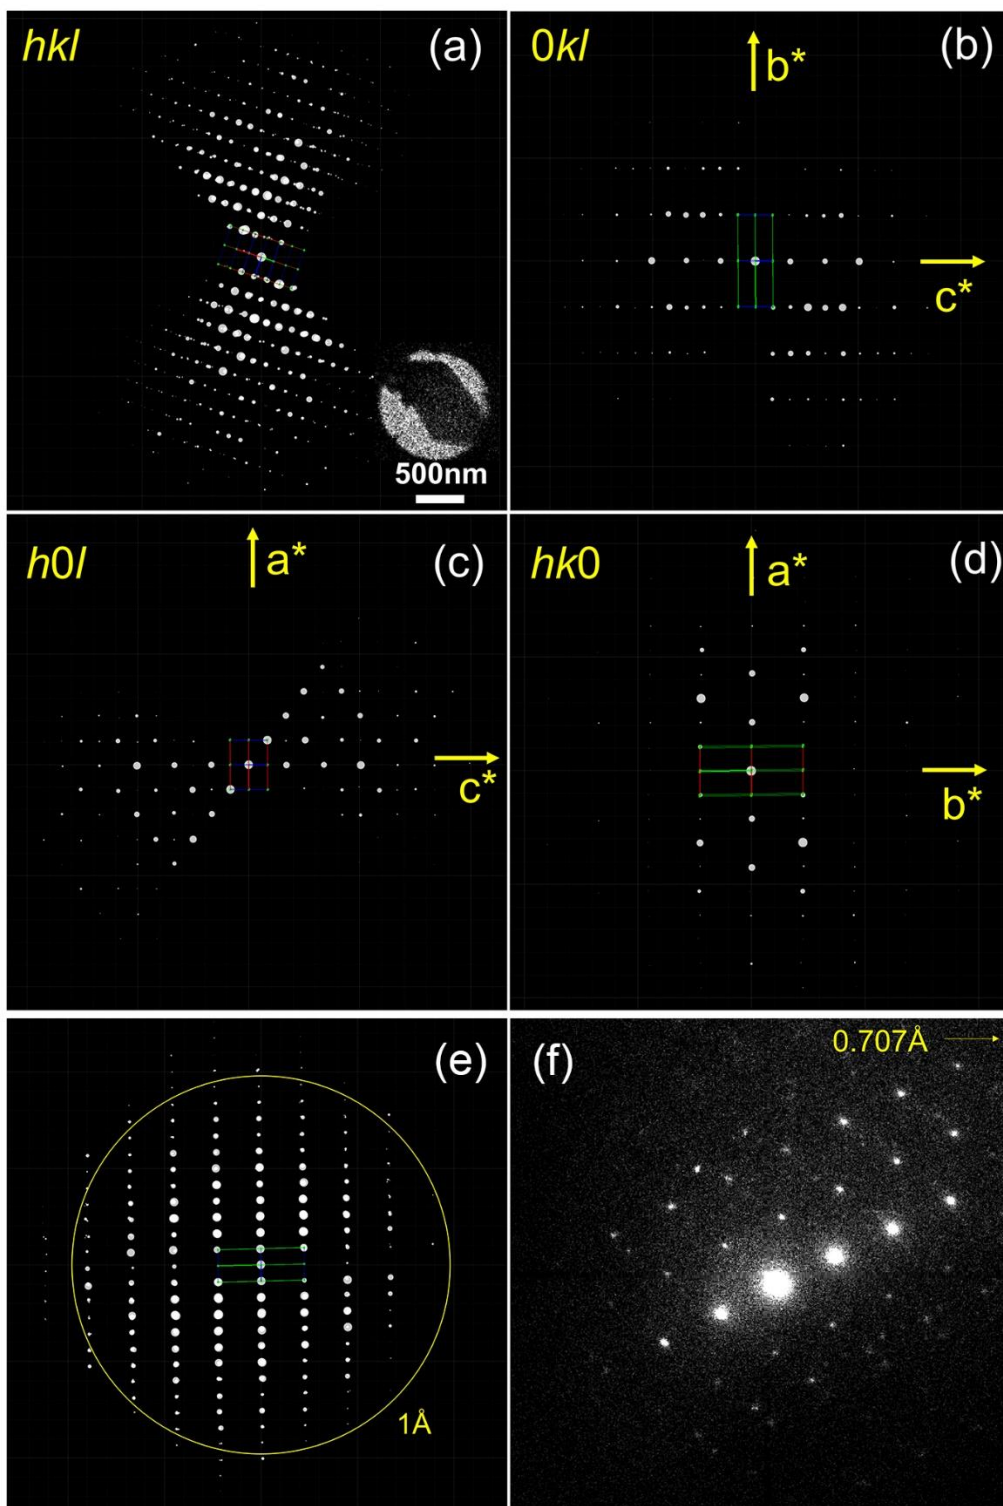 hkl (a)
500nm
0kl (b)
b*
c*
h0l (c)
a*
c*
hk0 (d)
a*
b*
(e)
1Å
(f) 0.707Å